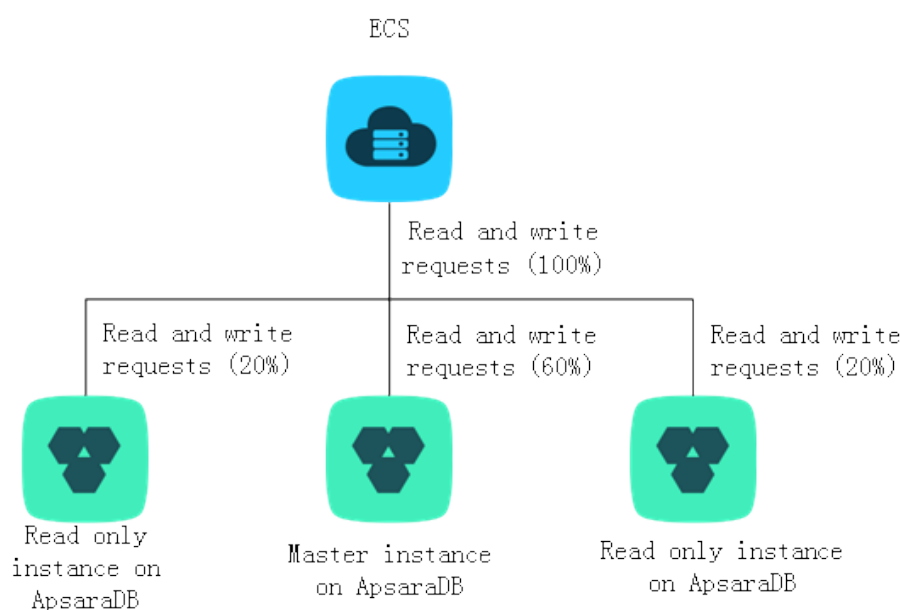 ECS
Read and write
requests (100%)
Read and write
requests (20%)
Read and write
requests (60%)
Read and write
requests (20%)
Read only
instance on
ApsaraDB
Master instance
on ApsaraDB
Read only instance
on ApsaraDB